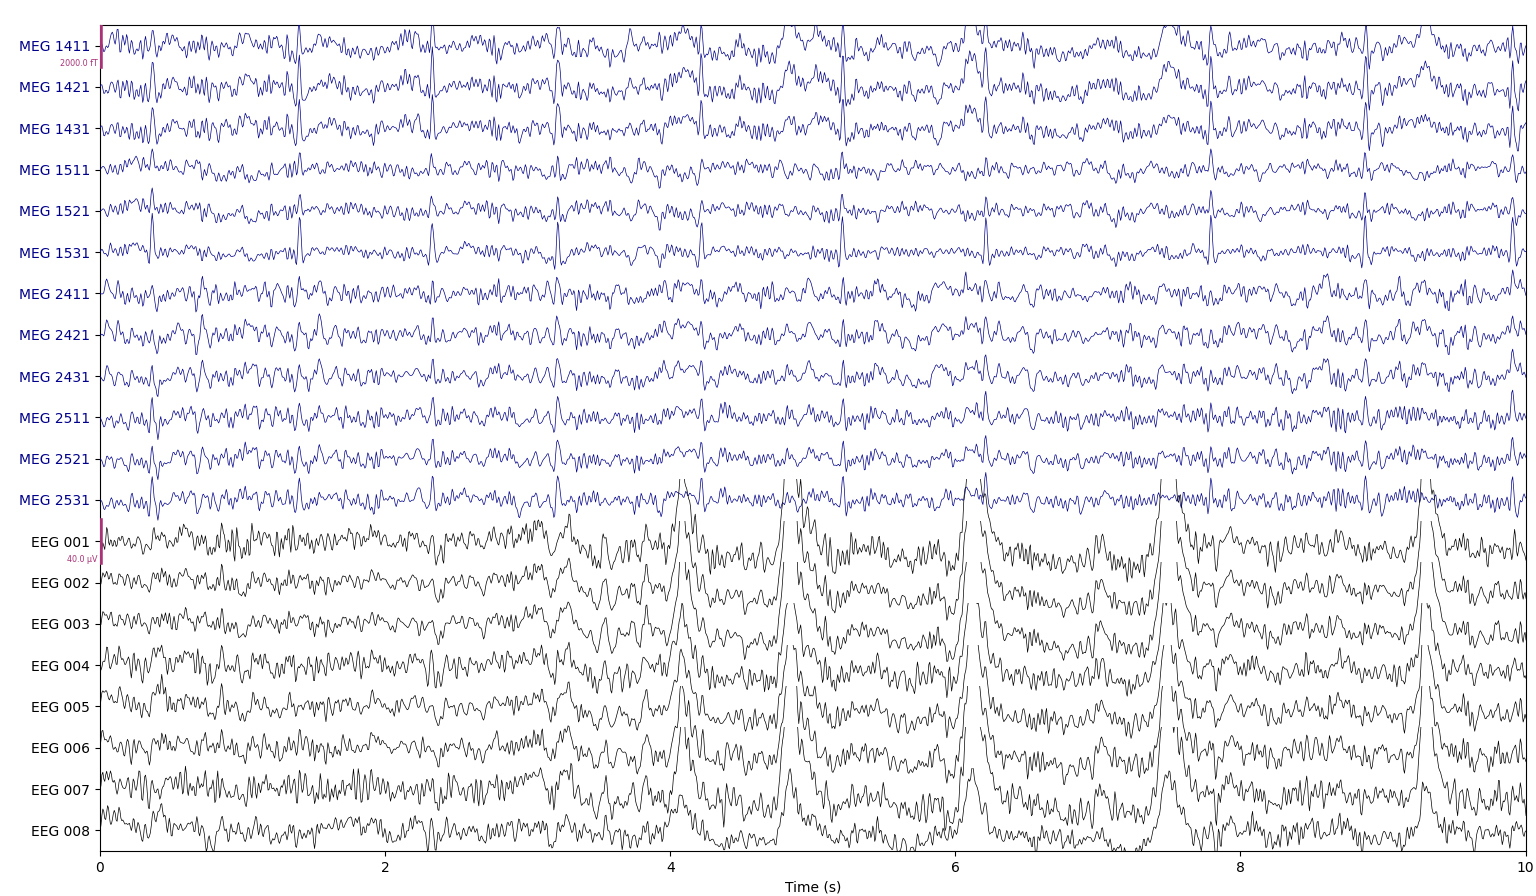 MEG 1411
2000.0 fT
MEG 1421
MEG 1431
MEG 1511
MEG 1521
MEG 1531
MEG 2411
MEG 2421
MEG 2431
MEG 2511
MEG 2521
MEG 2531
EEG 001
40.0 µV
EEG 002
EEG 003
EEG 004
EEG 005
EEG 006
EEG 007
EEG 008
0 2 4 6 8 10
Time (s)